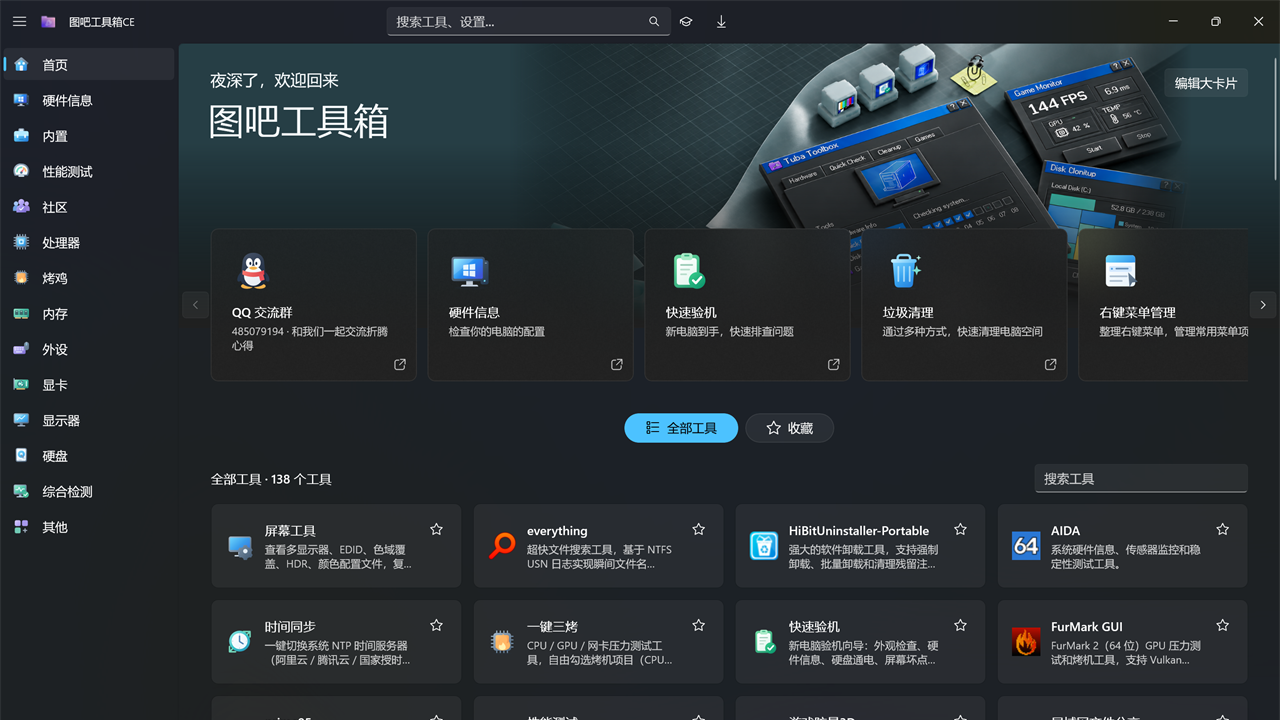 图吧工具箱CE
搜索工具、设置...
首页
硬件信息
内置
性能测试
社区
处理器
烤鸡
内存
外设
显卡
显示器
硬盘
综合检测
其他
夜深了，欢迎回来
图吧工具箱
编辑大卡片
Game Monitor
144 FPS
6.9 ms
GPU
42 %
TEMP
56 °C
Start
Stop
Tuba Toolbox
Hardware
Quick Check
Cleanup
Games
Checking system...
04 05 06 07 08
Local Disk (C:)
52.8 GB / 238 GB
QQ 交流群
485079194 · 和我们一起交流折腾
心得
硬件信息
检查你的电脑的配置
快速验机
新电脑到手，快速排查问题
垃圾清理
通过多种方式，快速清理电脑空间
右键菜单管理
整理右键菜单，管理常用菜单项
全部工具
收藏
全部工具 · 138 个工具
搜索工具
屏幕工具
查看多显示器、EDID、色域覆
盖、HDR、颜色配置文件，复...
everything
超快文件搜索工具，基于 NTFS
USN 日志实现瞬间文件名...
HiBitUninstaller-Portable
强大的软件卸载工具，支持强制
卸载、批量卸载和清理残留注...
64
AIDA
系统硬件信息、传感器监控和稳
定性测试工具。
时间同步
一键切换系统 NTP 时间服务器
（阿里云 / 腾讯云 / 国家授时...
一键三烤
CPU / GPU / 网卡压力测试工
具，自由勾选烤机项目（CPU...
快速验机
新电脑验机向导：外观检查、硬
件信息、硬盘通电、屏幕坏点...
FurMark GUI
FurMark 2（64 位）GPU 压力测
试和烤机工具，支持 Vulkan...